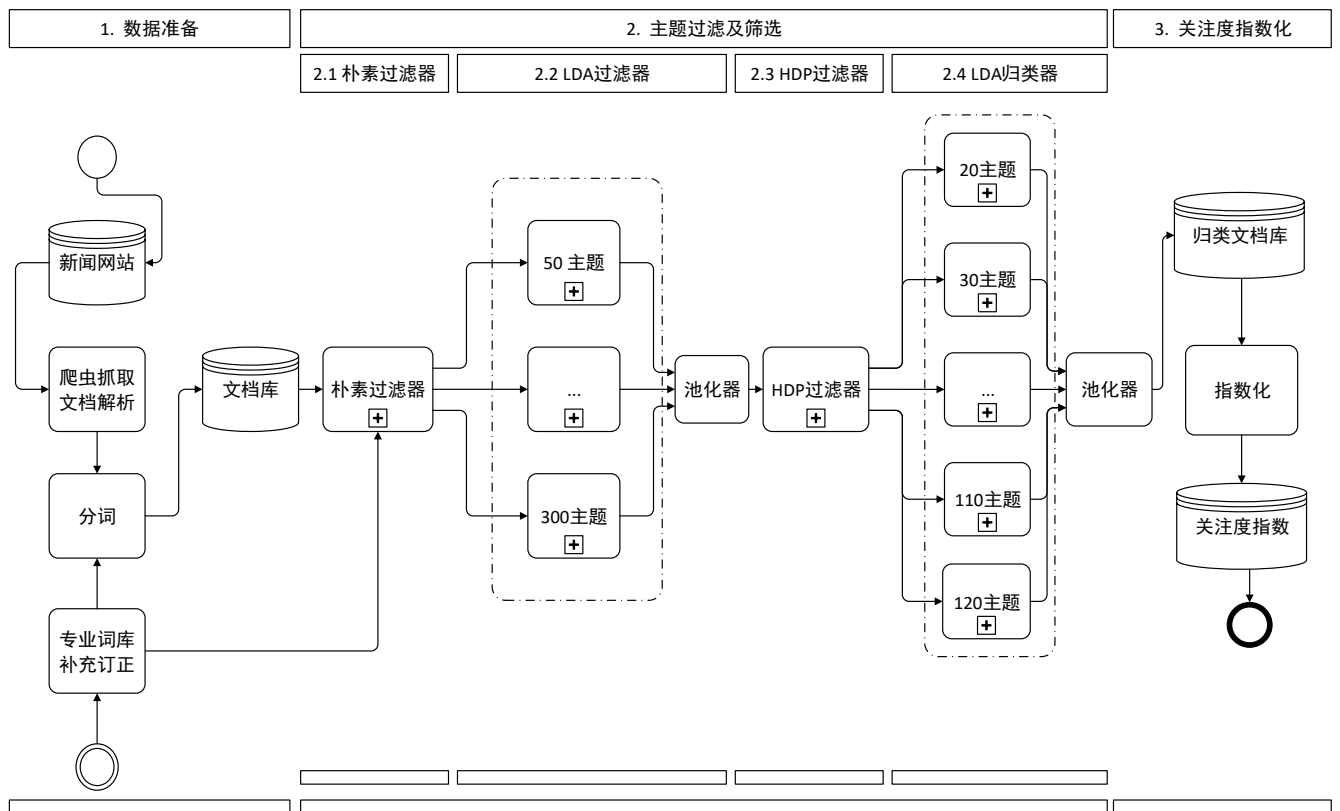 1. 数据准备
2. 主题过滤及筛选
3. 关注度指数化
2.1 朴素过滤器
2.2 LDA过滤器
2.3 HDP过滤器
2.4 LDA归类器
新闻网站
爬虫抓取
文档解析
分词
专业词库
补充订正
文档库
朴素过滤器
+
50 主题
+
...
+
300主题
+
池化器
HDP过滤器
+
20主题
+
30主题
+
...
+
110主题
+
120主题
+
池化器
归类文档库
指数化
关注度指数